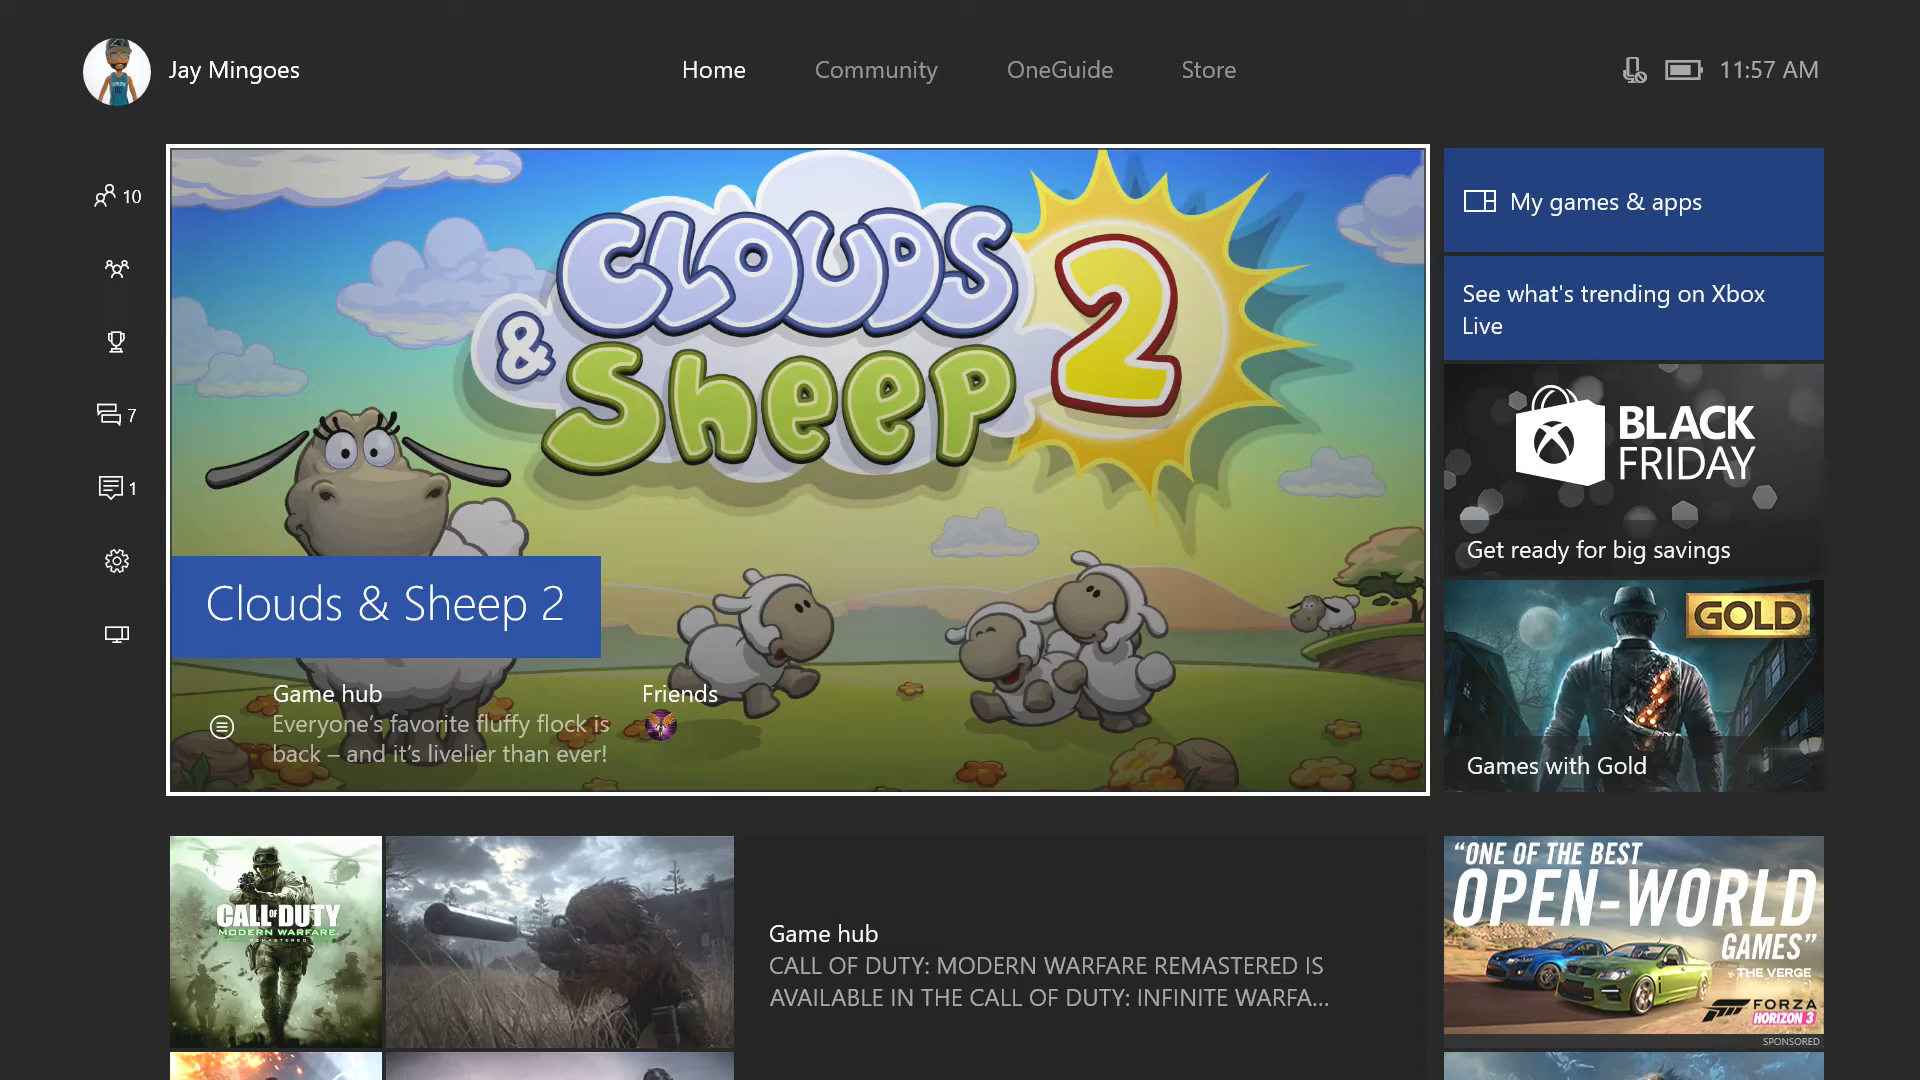 Jay Mingoes
Home
Community
OneGuide
Store
11:57 AM
10
7
1
CLOUDS
& Sheep 2
Clouds & Sheep 2
Game hub
Everyone’s favorite fluffy flock is
back – and it’s livelier than ever!
Friends
My games & apps
See what's trending on Xbox
Live
BLACK
FRIDAY
Get ready for big savings
GOLD
Games with Gold
CALL OF DUTY
MODERN WARFARE
REMASTERED
Game hub
CALL OF DUTY: MODERN WARFARE REMASTERED IS
AVAILABLE IN THE CALL OF DUTY: INFINITE WARFA...
“ONE OF THE BEST
OPEN-WORLD
GAMES”
THE VERGE
FORZA
HORIZON 3
SPONSORED